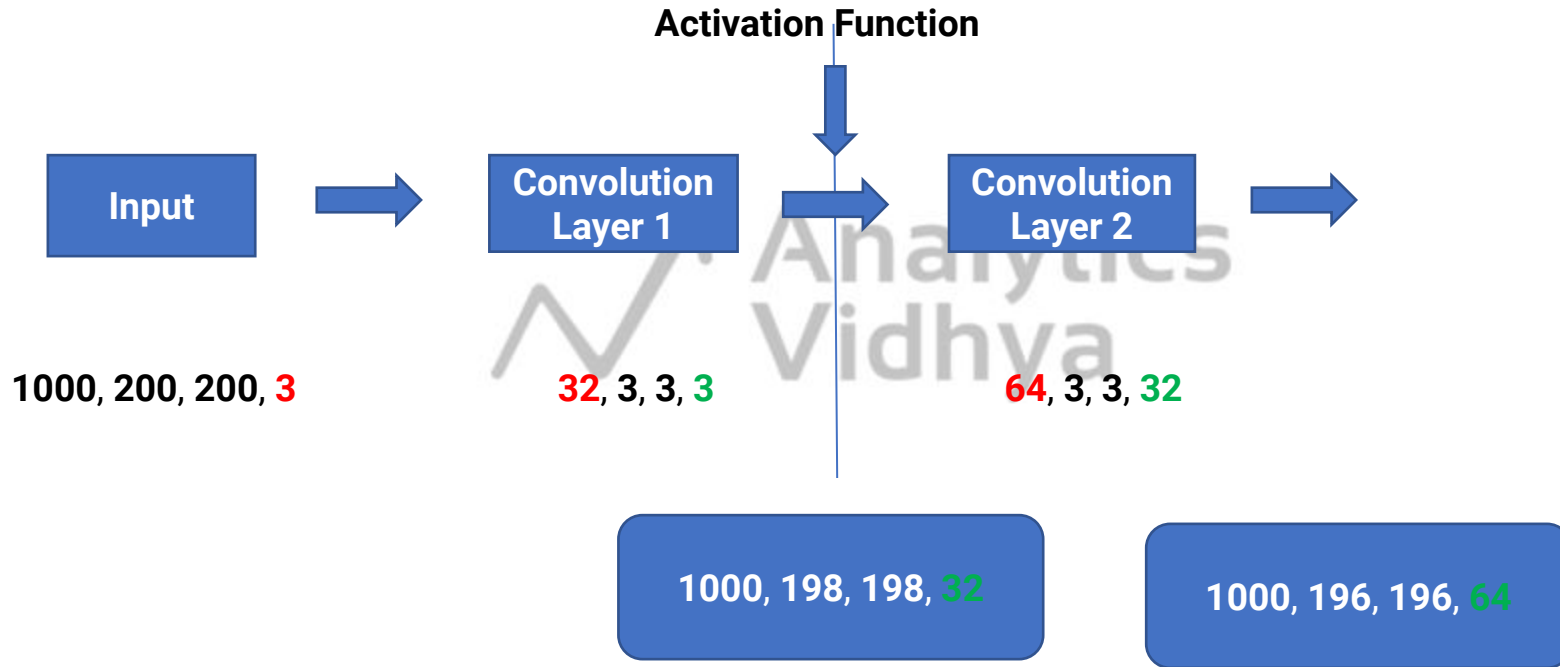 Activation Function
Input
Convolution
Layer 1
Convolution
Layer 2
Analytics
Vidhya
1000, 200, 200, 3
32, 3, 3, 3
64, 3, 3, 32
1000, 198, 198, 32
1000, 196, 196, 64